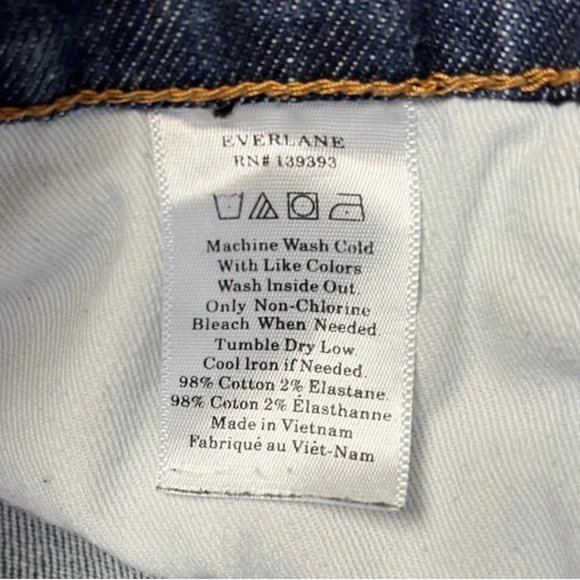 EVERLANE
RN# 139393
Machine Wash Cold
With Like Colors
Wash Inside Out.
Only Non-Chlorine
Bleach When Needed.
Tumble Dry Low
Cool Iron if Needed.
98% Cotton 2% Elastane
98% Coton 2% Élasthanne
Made in Vietnam
Fabriqué au Viêt-Nam